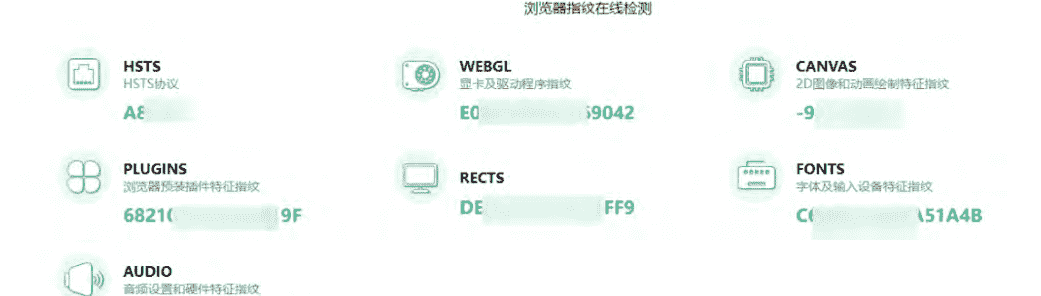 浏览器指纹在线检测
HSTS
HSTS协议
A8
WEBGL
显卡及驱动程序指纹
E0 59042
CANVAS
2D图像和动画绘制特征指纹
-9
PLUGINS
浏览器预装插件特征指纹
6821 19F
RECTS
DE FF9
FONTS
字体及输入设备特征指纹
A51A4B
AUDIO
音频设置和硬件特征指纹